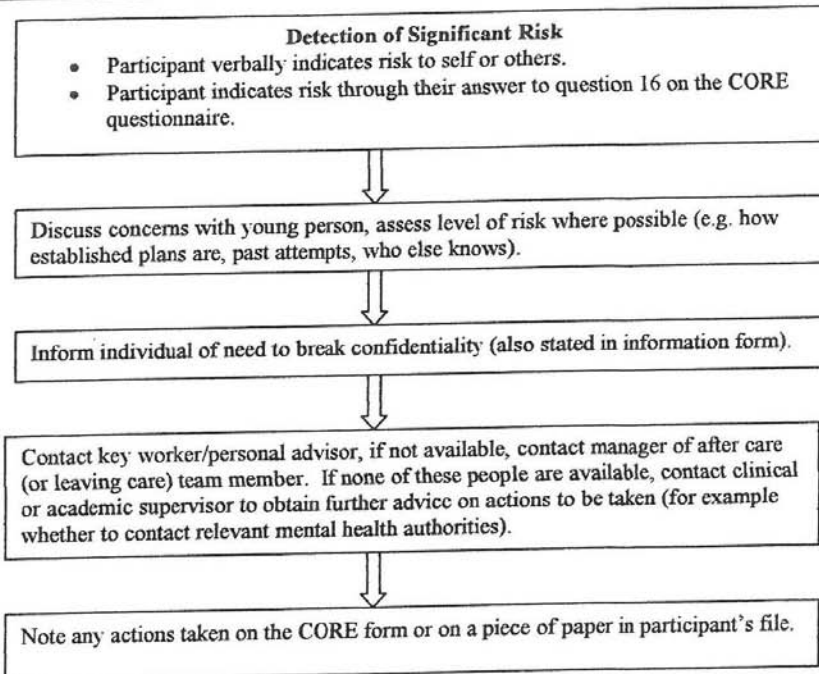 Detection of Significant Risk
• Participant verbally indicates risk to self or others.
• Participant indicates risk through their answer to question 16 on the CORE
questionnaire.
Discuss concerns with young person, assess level of risk where possible (e.g. how
established plans are, past attempts, who else knows).
Inform individual of need to break confidentiality (also stated in information form).
Contact key worker/personal advisor, if not available, contact manager of after care
(or leaving care) team member. If none of these people are available, contact clinical
or academic supervisor to obtain further advice on actions to be taken (for example
whether to contact relevant mental health authorities).
Note any actions taken on the CORE form or on a piece of paper in participant's file.